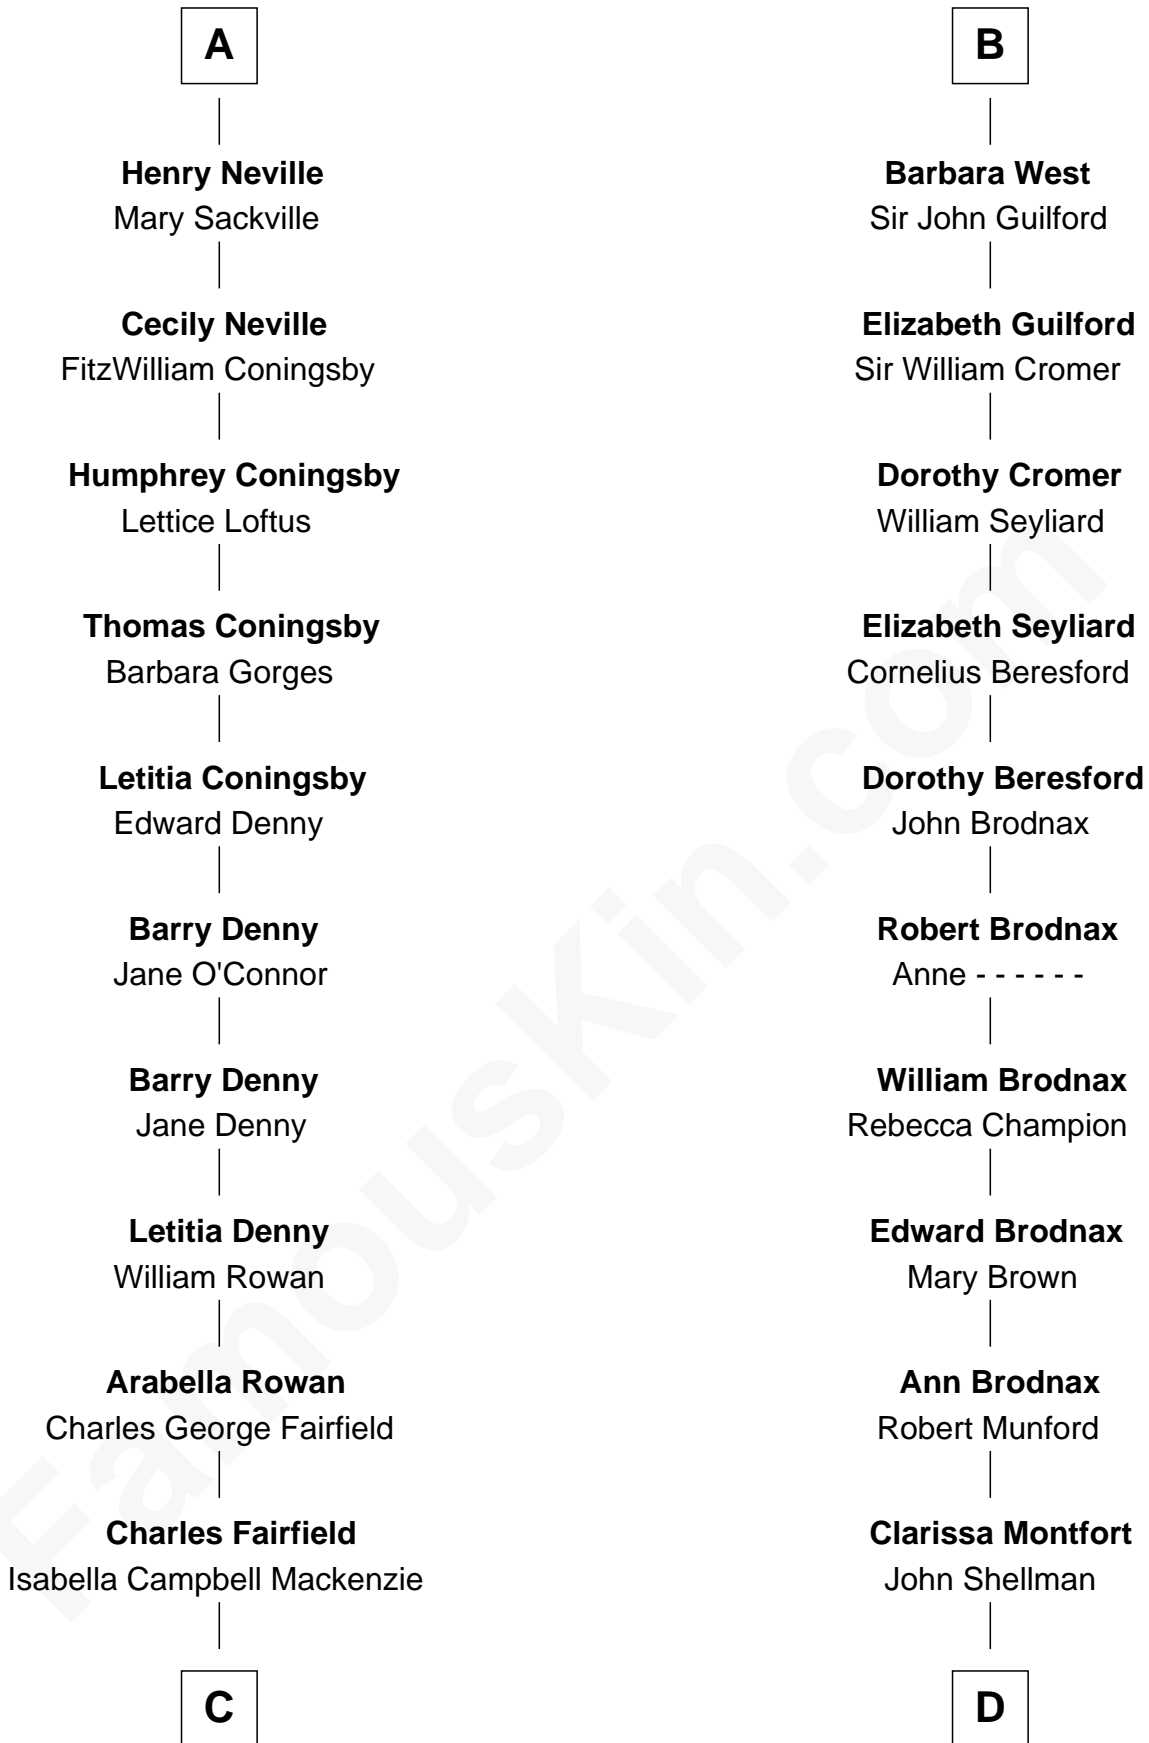 A
Henry Neville
Mary Sackville
Cecily Neville
FitzWilliam Coningsby
Humphrey Coningsby
Lettice Loftus
Thomas Coningsby
Barbara Gorges
Letitia Coningsby
Edward Denny
Barry Denny
Jane O'Connor
Barry Denny
Jane Denny
Letitia Denny
William Rowan
Arabella Rowan
Charles George Fairfield
Charles Fairfield
Isabella Campbell Mackenzie
C
B
Barbara West
Sir John Guilford
Elizabeth Guilford
Sir William Cromer
Dorothy Cromer
William Seyliard
Elizabeth Seyliard
Cornelius Beresford
Dorothy Beresford
John Brodnax
Robert Brodnax
Anne - - - - - -
William Brodnax
Rebecca Champion
Edward Brodnax
Mary Brown
Ann Brodnax
Robert Munford
Clarissa Montfort
John Shellman
D
FamousKin.com